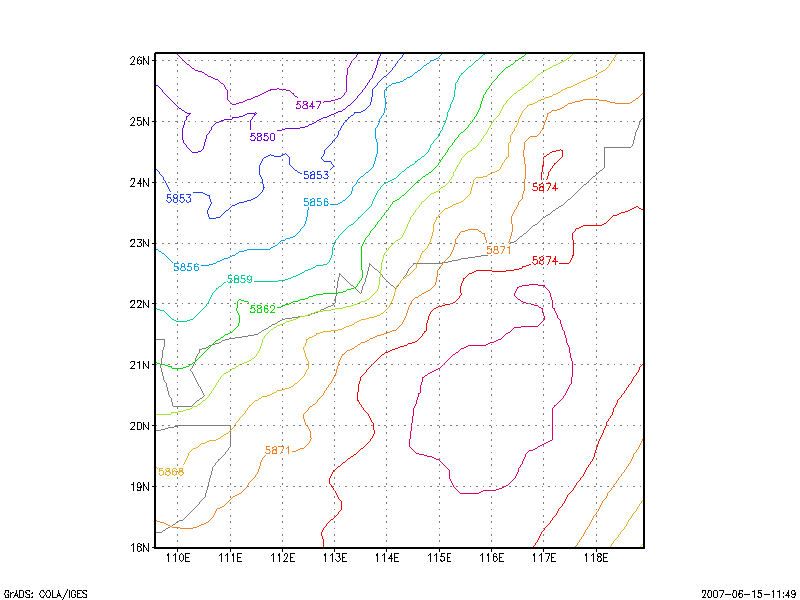 26N
5847
25N
5850
5853
24N
5874
5853
5856
23N
5871
5874
5856
5859
22N
5862
21N
20N
5871
5868
19N
18N
110E 111E 112E 113E 114E 115E 116E 117E 118E
GrADS: COLA/IGES
2007-06-15-11:49